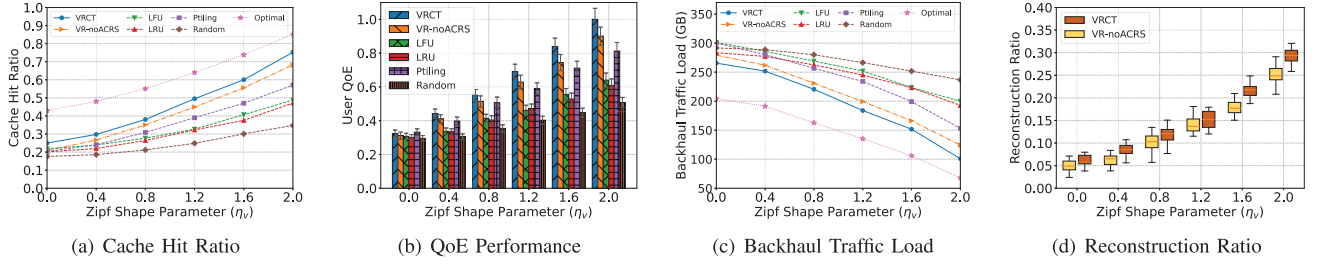 VRCT
VR-noACRS
LFU
LRU
Ptiling
Random
Optimal
Cache Hit Ratio
1.0
0.9
0.8
0.7
0.6
0.5
0.4
0.3
0.2
0.1
0.0
0.0 0.4 0.8 1.2 1.6 2.0
Zipf Shape Parameter (ηv)
(a) Cache Hit Ratio
VRCT
VR-noACRS
LFU
LRU
Ptiling
Random
User QoE
1.0
0.8
0.6
0.4
0.2
0.0
0.0 0.4 0.8 1.2 1.6 2.0
Zipf Shape Parameter (ηv)
(b) QoE Performance
VRCT
VR-noACRS
LFU
LRU
Ptiling
Random
Optimal
Backhaul Traffic Load (GB)
400
350
300
250
200
150
100
50
0.0 0.4 0.8 1.2 1.6 2.0
Zipf Shape Parameter (ηv)
(c) Backhaul Traffic Load
VRCT
VR-noACRS
Reconstruction Ratio
0.40
0.35
0.30
0.25
0.20
0.15
0.10
0.05
0.00
0.0 0.4 0.8 1.2 1.6 2.0
Zipf Shape Parameter (ηv)
(d) Reconstruction Ratio